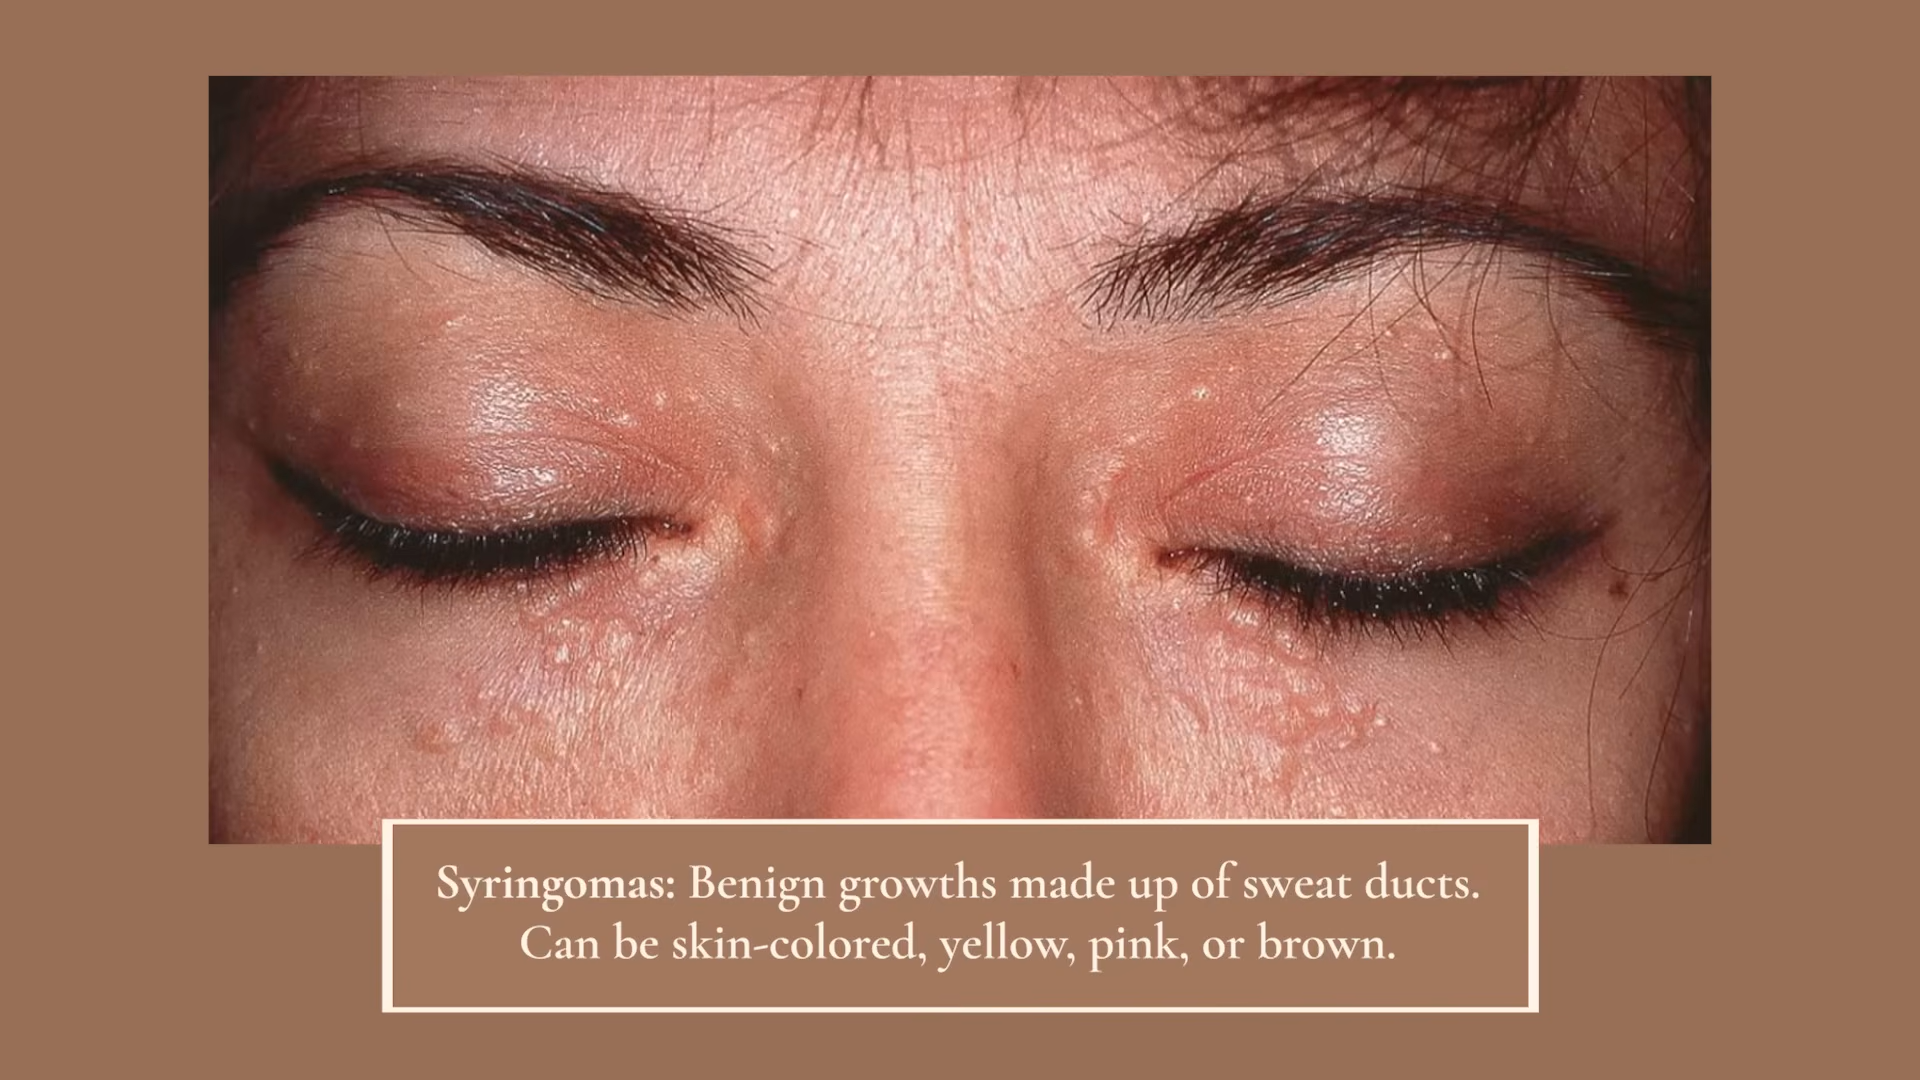 Syringomas: Benign growths made up of sweat ducts.
Can be skin-colored, yellow, pink, or brown.